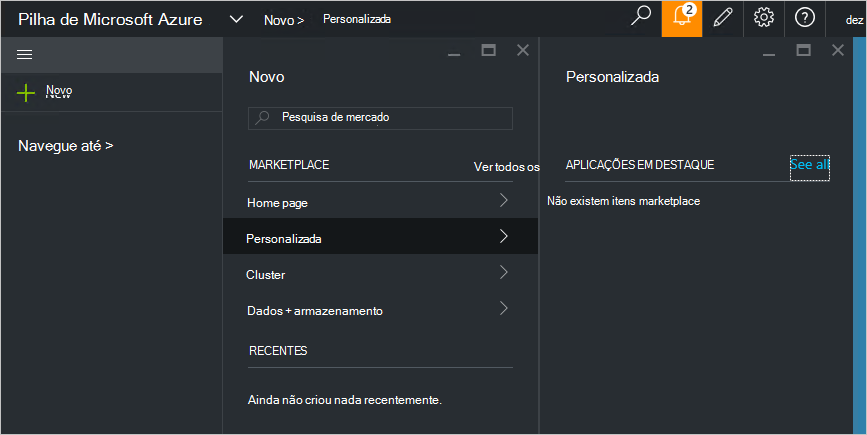 Pilha de Microsoft Azure
Novo >
Personalizada
2
dez
Novo
Navegue até >
Novo
Pesquisa de mercado
MARKETPLACE
Ver todos os
Home page
Personalizada
Cluster
Dados + armazenamento
RECENTES
Ainda não criou nada recentemente.
Personalizada
APLICAÇÕES EM DESTAQUE
See all
Não existem itens marketplace